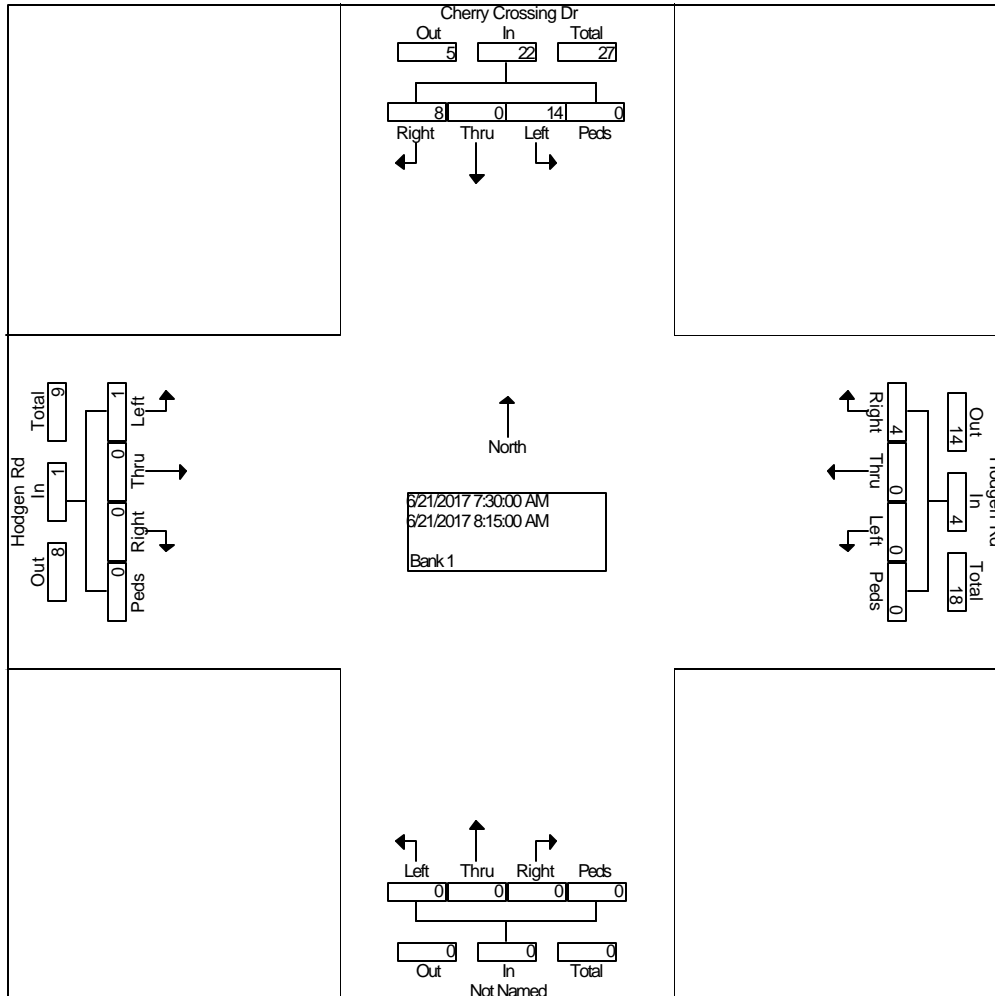 Cherry Crossing Dr
Out In Total
5 22 27
8 0 14 0
Right Thru Left Peds
Hodgen Rd
Total In Out
9 1 8
1 0 0 0
Left Thru Right Peds
North
6/21/2017 7:30:00 AM
6/21/2017 8:15:00 AM
Bank 1
Right Thru Left Peds
4 0 0 0
14 4 18
Out In Total
Hodgen Rd
Left Thru Right Peds
0 0 0 0
0 0 0
Out In Total
Not Named